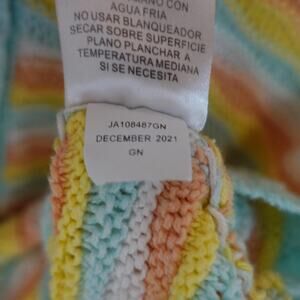 AGUA FRIA
NO USAR BLANQUEADOR
SECAR SOBRE SUPERFICIE
PLANO PLANCHAR A
TEMPERATURA MEDIANA
SI SE NECESITA
JA108487GN
DECEMBER 2021
GN